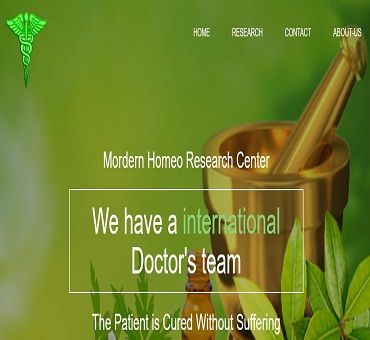 HOME RESEARCH CONTACT ABOUT-US
Mordern Homeo Research Center
We have a international
Doctor's team
The Patient is Cured Without Suffering